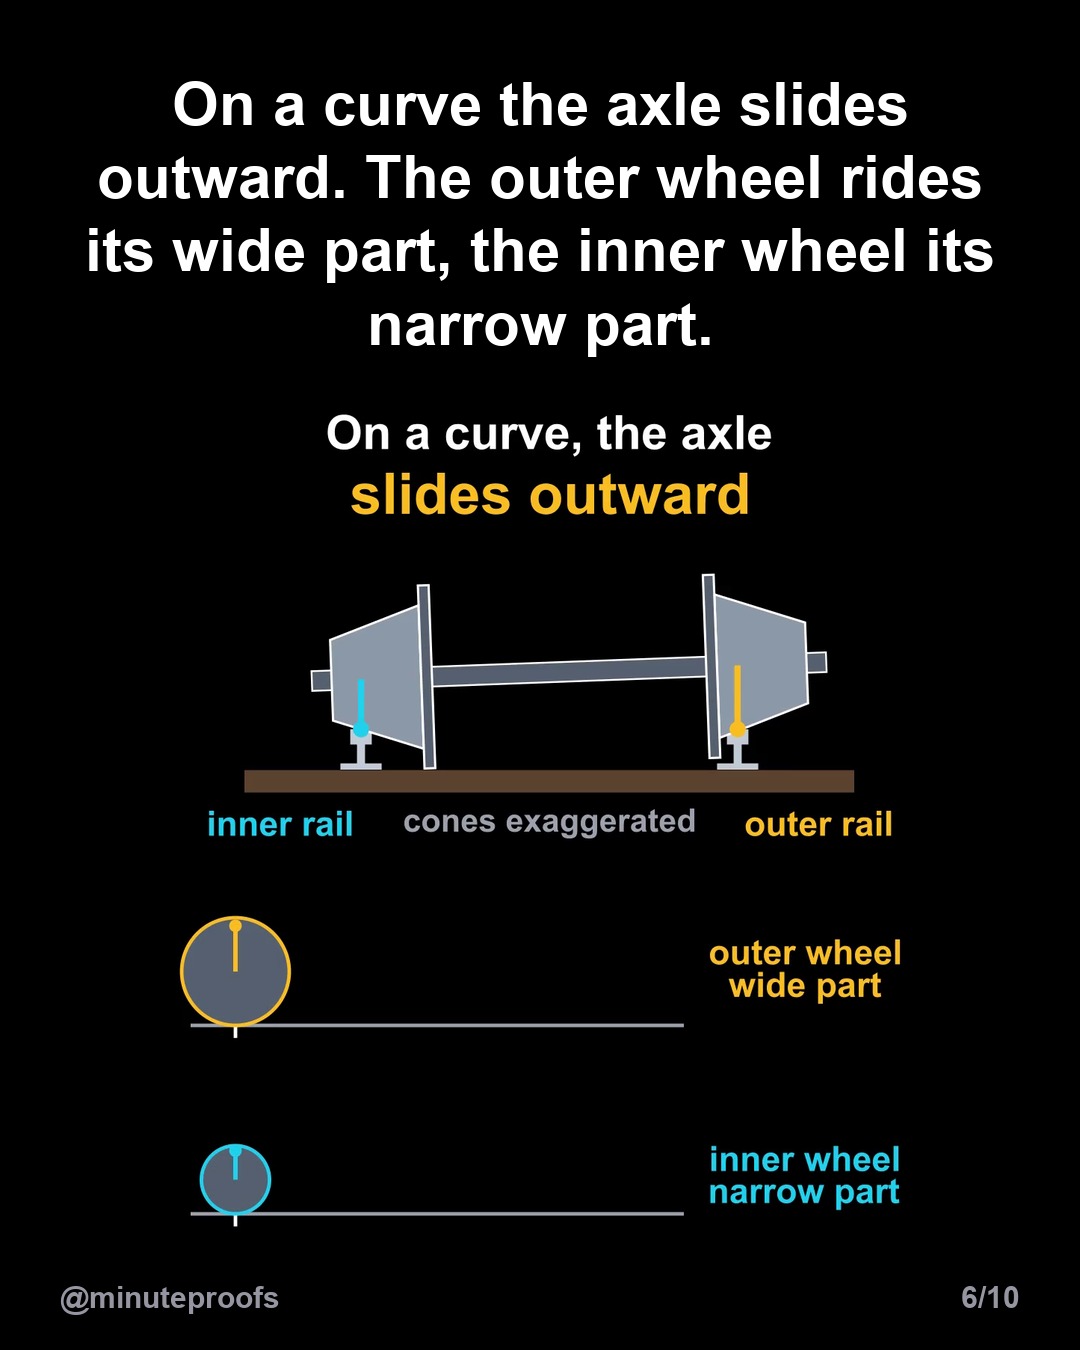 On a curve the axle slides
outward. The outer wheel rides
its wide part, the inner wheel its
narrow part.
On a curve, the axle
slides outward
inner rail
cones exaggerated
outer rail
outer wheel
wide part
inner wheel
narrow part
@minuteproofs
6/10